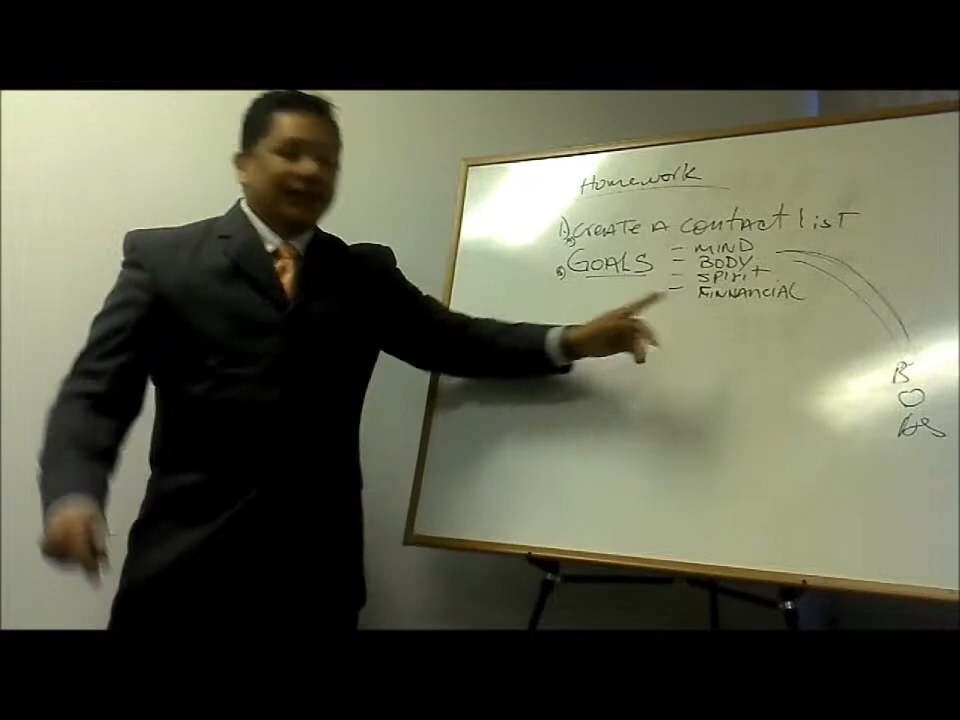 Homework
1) CREATE A CONTACT LIST
2) GOALS - MIND
- BODY
- SPIRIT
- FINNANCIAL
B
O